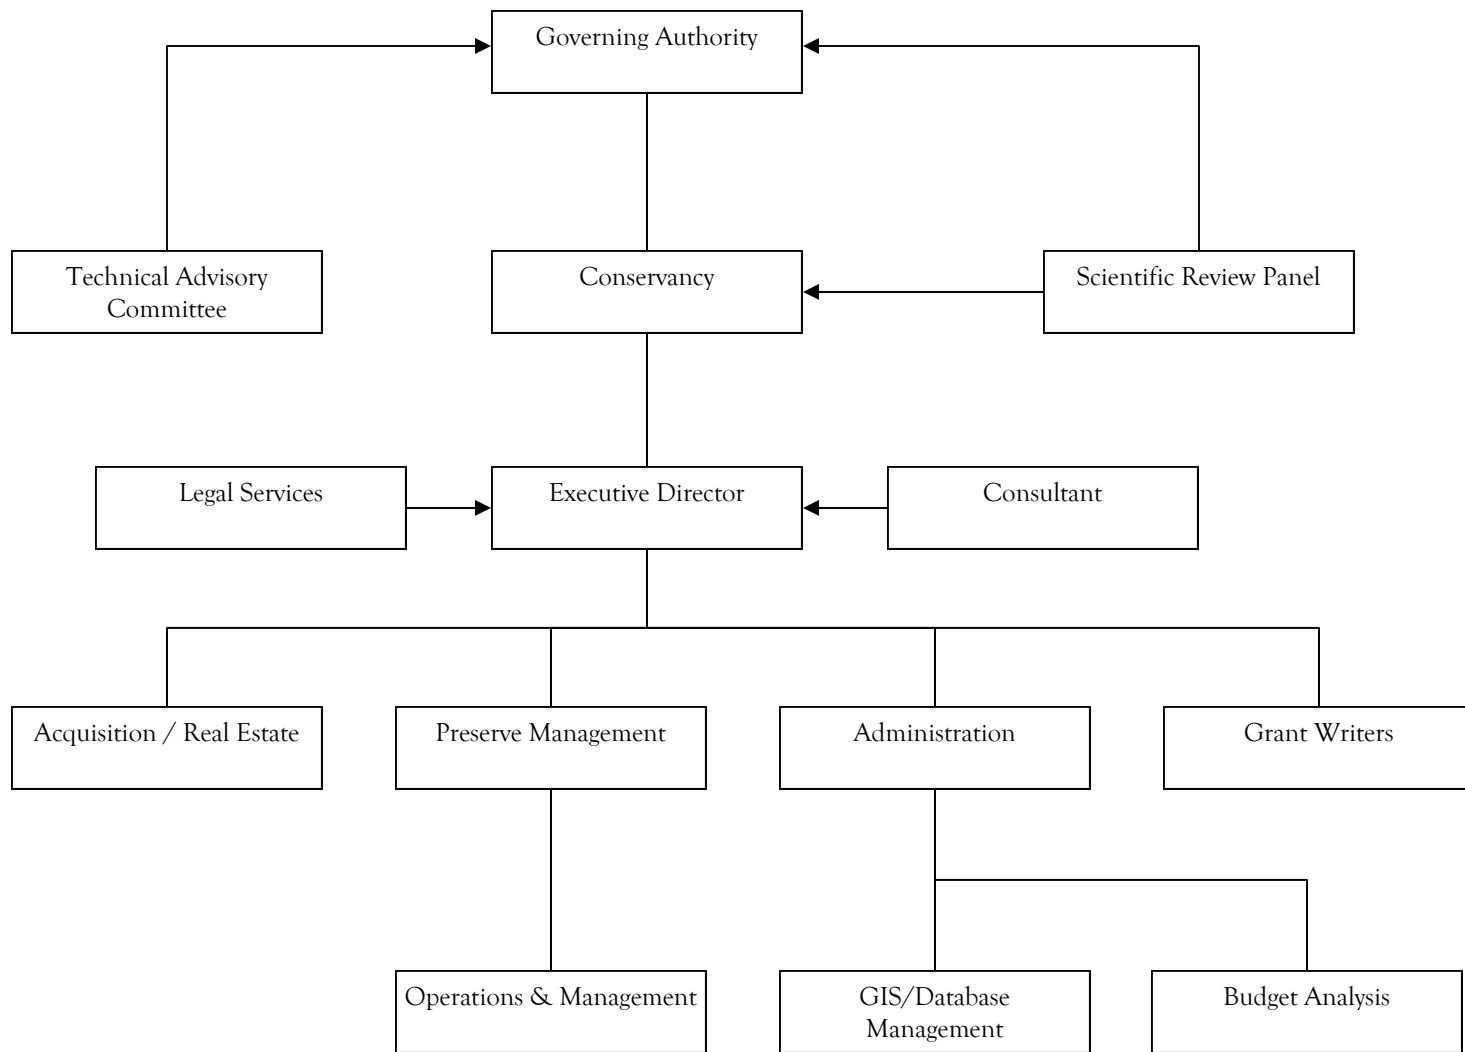 Governing Authority
Technical Advisory
Committee
Conservancy
Scientific Review Panel
Legal Services
Executive Director
Consultant
Acquisition / Real Estate
Preserve Management
Administration
Grant Writers
Operations & Management
GIS/Database
Management
Budget Analysis